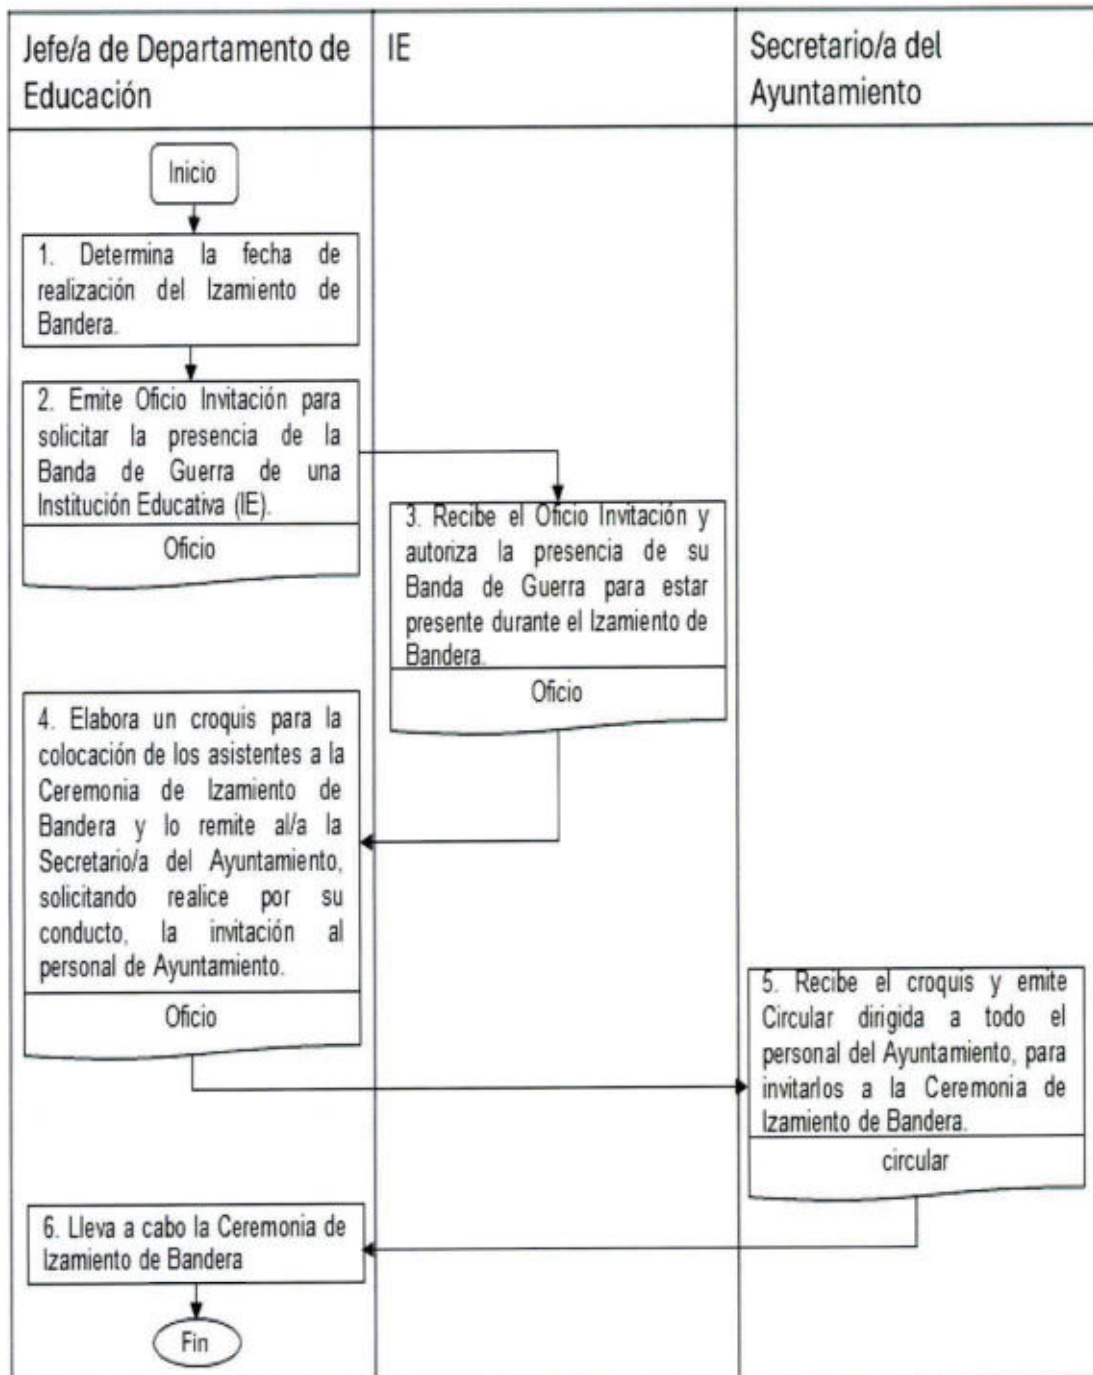 Jefe/a de Departamento de
Educación
IE
Secretario/a del
Ayuntamiento
Inicio
1. Determina la fecha de
realización del Izamiento de
Bandera.
2. Emite Oficio Invitación para
solicitar la presencia de la
Banda de Guerra de una
Institución Educativa (IE).
Oficio
3. Recibe el Oficio Invitación y
autoriza la presencia de su
Banda de Guerra para estar
presente durante el Izamiento de
Bandera.
Oficio
4. Elabora un croquis para la
colocación de los asistentes a la
Ceremonia de Izamiento de
Bandera y lo remite al/a la
Secretario/a del Ayuntamiento,
solicitando realice por su
conducto, la invitación al
personal de Ayuntamiento.
Oficio
5. Recibe el croquis y emite
Circular dirigida a todo el
personal del Ayuntamiento, para
invitarlos a la Ceremonia de
Izamiento de Bandera.
circular
6. Lleva a cabo la Ceremonia de
Izamiento de Bandera
Fin